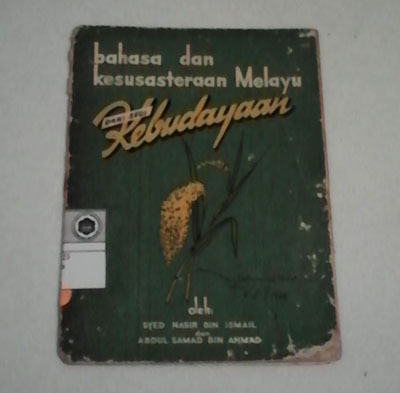 bahasa dan
kesusasteraan Melayu
DARI SEGI
Kebudayaan
oleh
SYED NASIR BIN ISMAIL
dan
ABDUL SAMAD BIN AHMAD